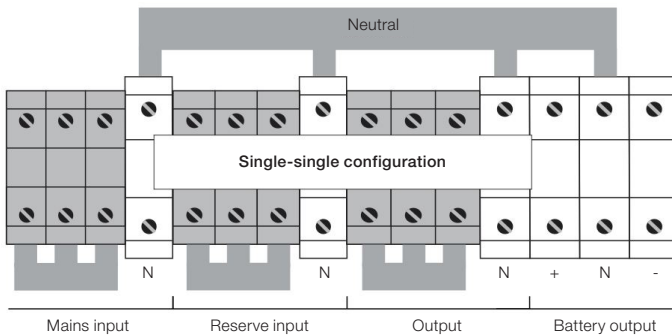 Neutral
Single-single configuration
N N N + N -
Mains input Reserve input Output Battery output